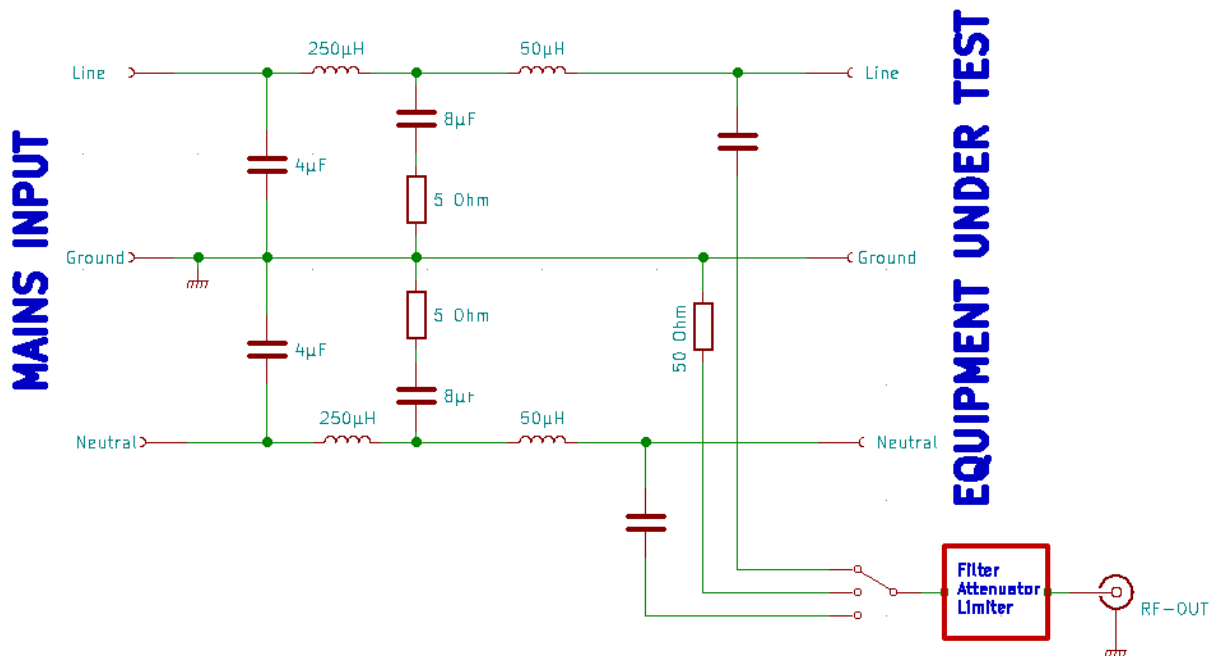 250µH
50µH
Line
Line
8µF
4µF
5 Ohm
MAINS INPUT
Ground
Ground
EQUIPMENT UNDER TEST
5 Ohm
50 Ohm
4µF
8µF
250µH
50µH
Neutral
Neutral
Filter
Attenuator
Limiter
RF-OUT